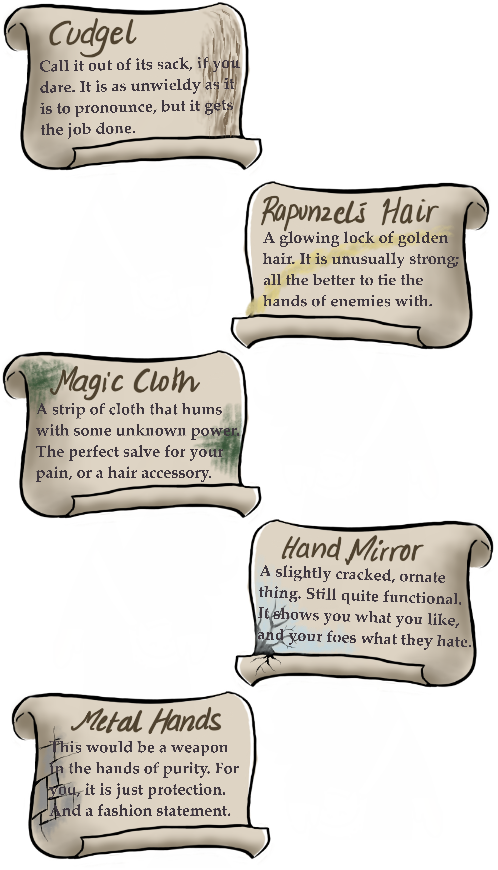 Cudgel
Call it out of its sack, if you
dare. It is as unwieldy as it
is to pronounce, but it gets
the job done.
Rapunzel's Hair
A glowing lock of golden
hair. It is unusually strong;
all the better to tie the
hands of enemies with.
Magic Cloth
A strip of cloth that hums
with some unknown power.
The perfect salve for your
pain, or a hair accessory.
Hand Mirror
A slightly cracked, ornate
thing. Still quite functional.
It shows you what you like,
and your foes what they hate.
Metal Hands
This would be a weapon
in the hands of purity. For
you, it is just protection.
And a fashion statement.